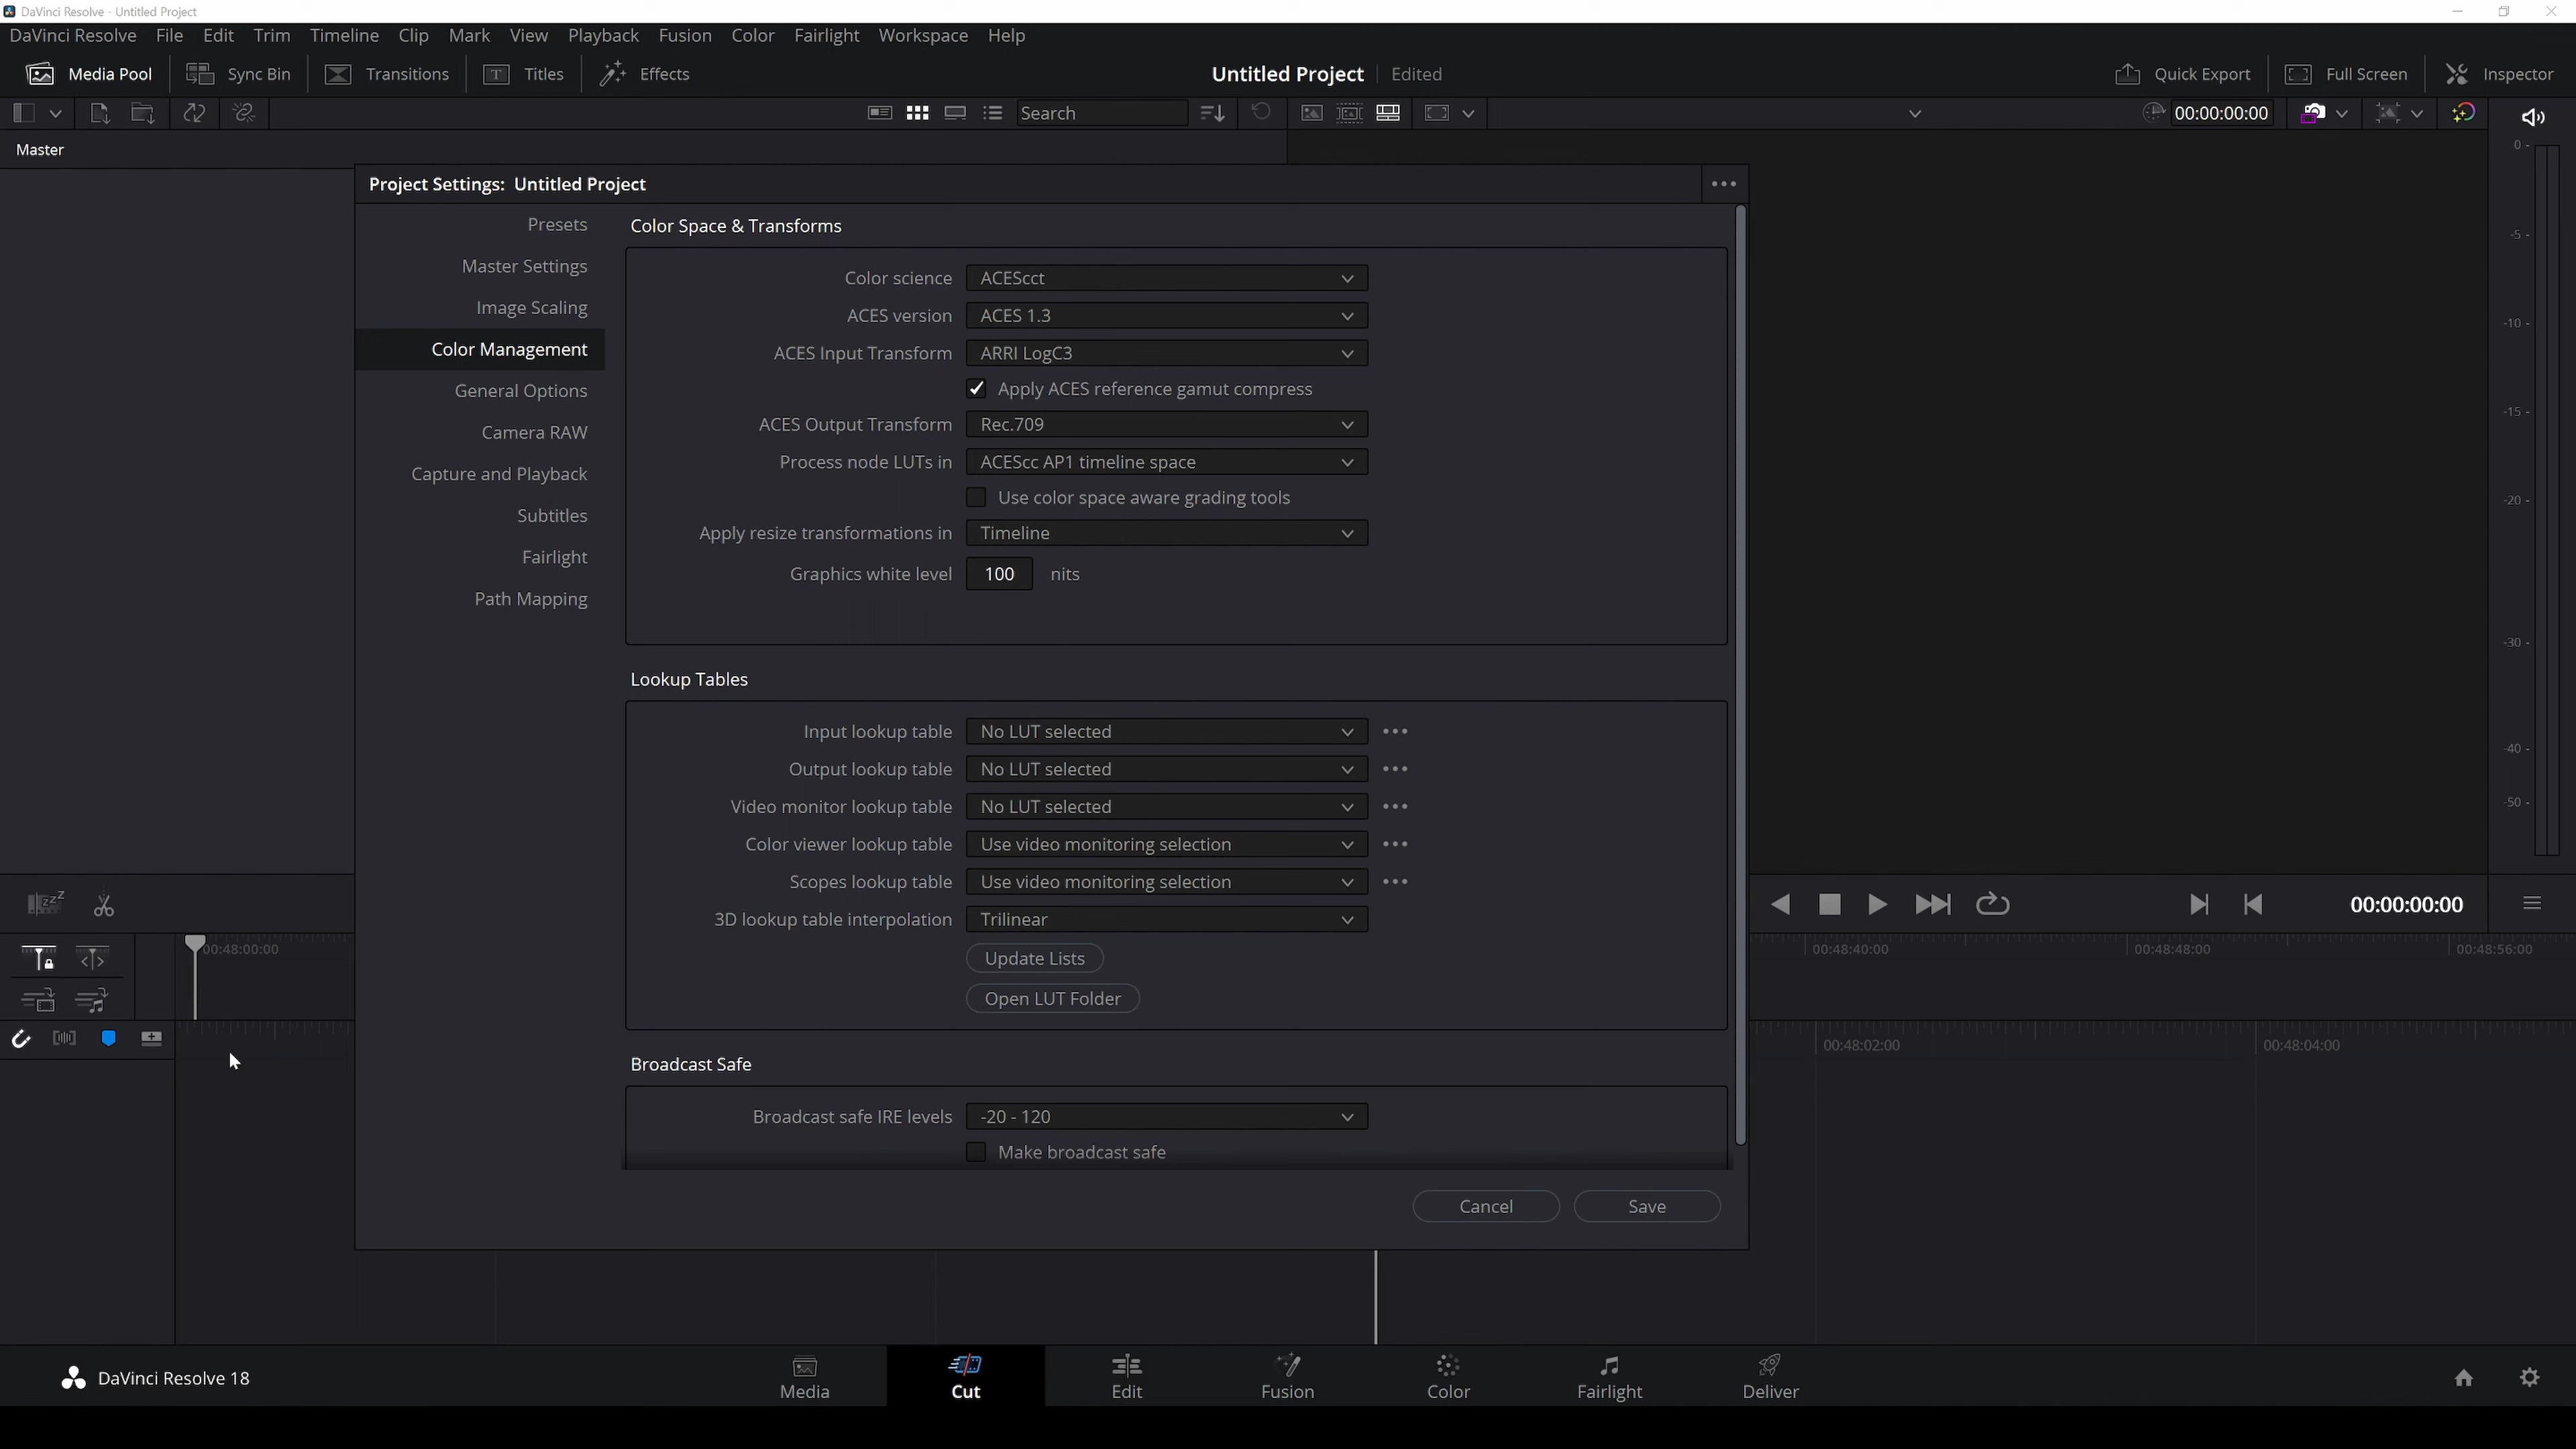 DaVinci Resolve - Untitled Project
DaVinci Resolve File Edit Trim Timeline Clip Mark View Playback Fusion Color Fairlight Workspace Help
Media Pool Sync Bin Transitions Titles Effects Untitled Project Edited Quick Export Full Screen Inspector
Search 00:00:00:00
Master
Project Settings: Untitled Project
Presets
Master Settings
Image Scaling
Color Management
General Options
Camera RAW
Capture and Playback
Subtitles
Fairlight
Path Mapping
Color Space & Transforms
Color science ACEScct
ACES version ACES 1.3
ACES Input Transform ARRI LogC3
Apply ACES reference gamut compress
ACES Output Transform Rec.709
Process node LUTs in ACEScc AP1 timeline space
Use color space aware grading tools
Apply resize transformations in Timeline
Graphics white level 100 nits
Lookup Tables
Input lookup table No LUT selected
Output lookup table No LUT selected
Video monitor lookup table No LUT selected
Color viewer lookup table Use video monitoring selection
Scopes lookup table Use video monitoring selection
3D lookup table interpolation Trilinear
Update Lists
Open LUT Folder
Broadcast Safe
Broadcast safe IRE levels -20 - 120
Make broadcast safe
Cancel Save
0 -
-5 -
-10 -
-15 -
-20 -
-30 -
-40 -
-50 -
zzz
00:00:00:00
00:48:00:00 00:48:40:00 00:48:48:00 00:48:56:00
00:48:02:00 00:48:04:00
DaVinci Resolve 18
Media Cut Edit Fusion Color Fairlight Deliver